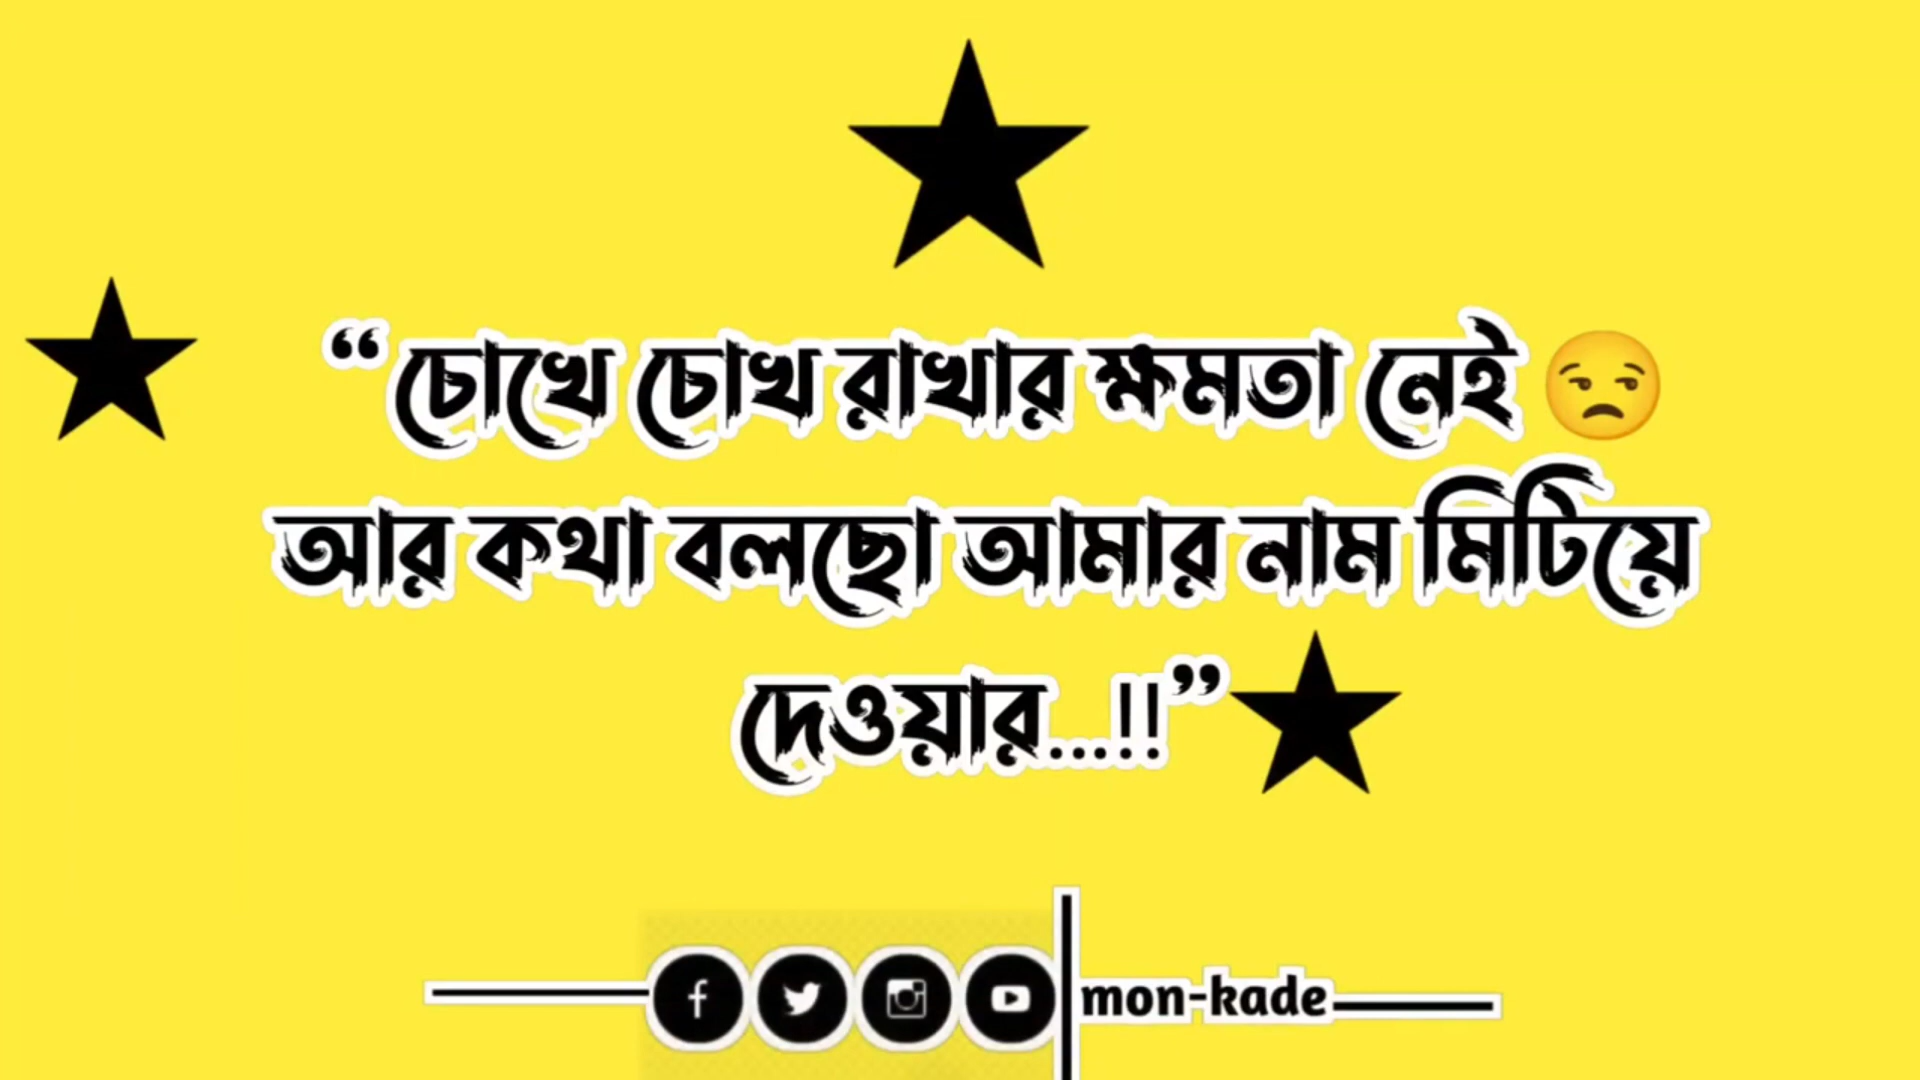 “ চোখে চোখ রাখার ক্ষমতা নেই 😒
আর কথা বলছো আমার নাম মিটিয়ে
দেওয়ার...!!”
mon-kade